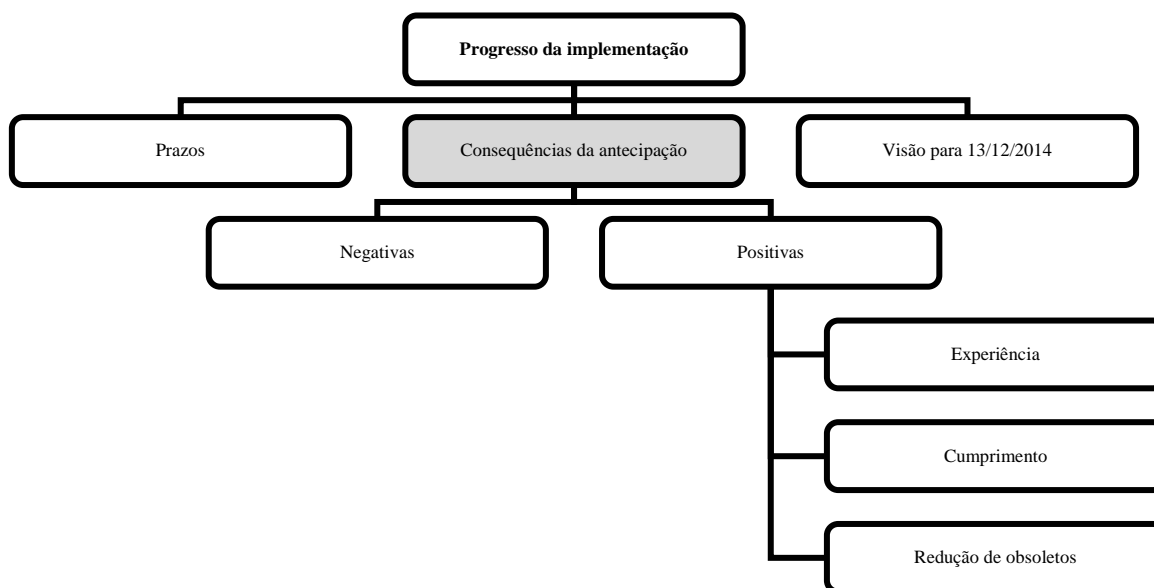 Progresso da implementação
Prazos
Consequências da antecipação
Visão para 13/12/2014
Negativas
Positivas
Experiência
Cumprimento
Redução de obsoletos